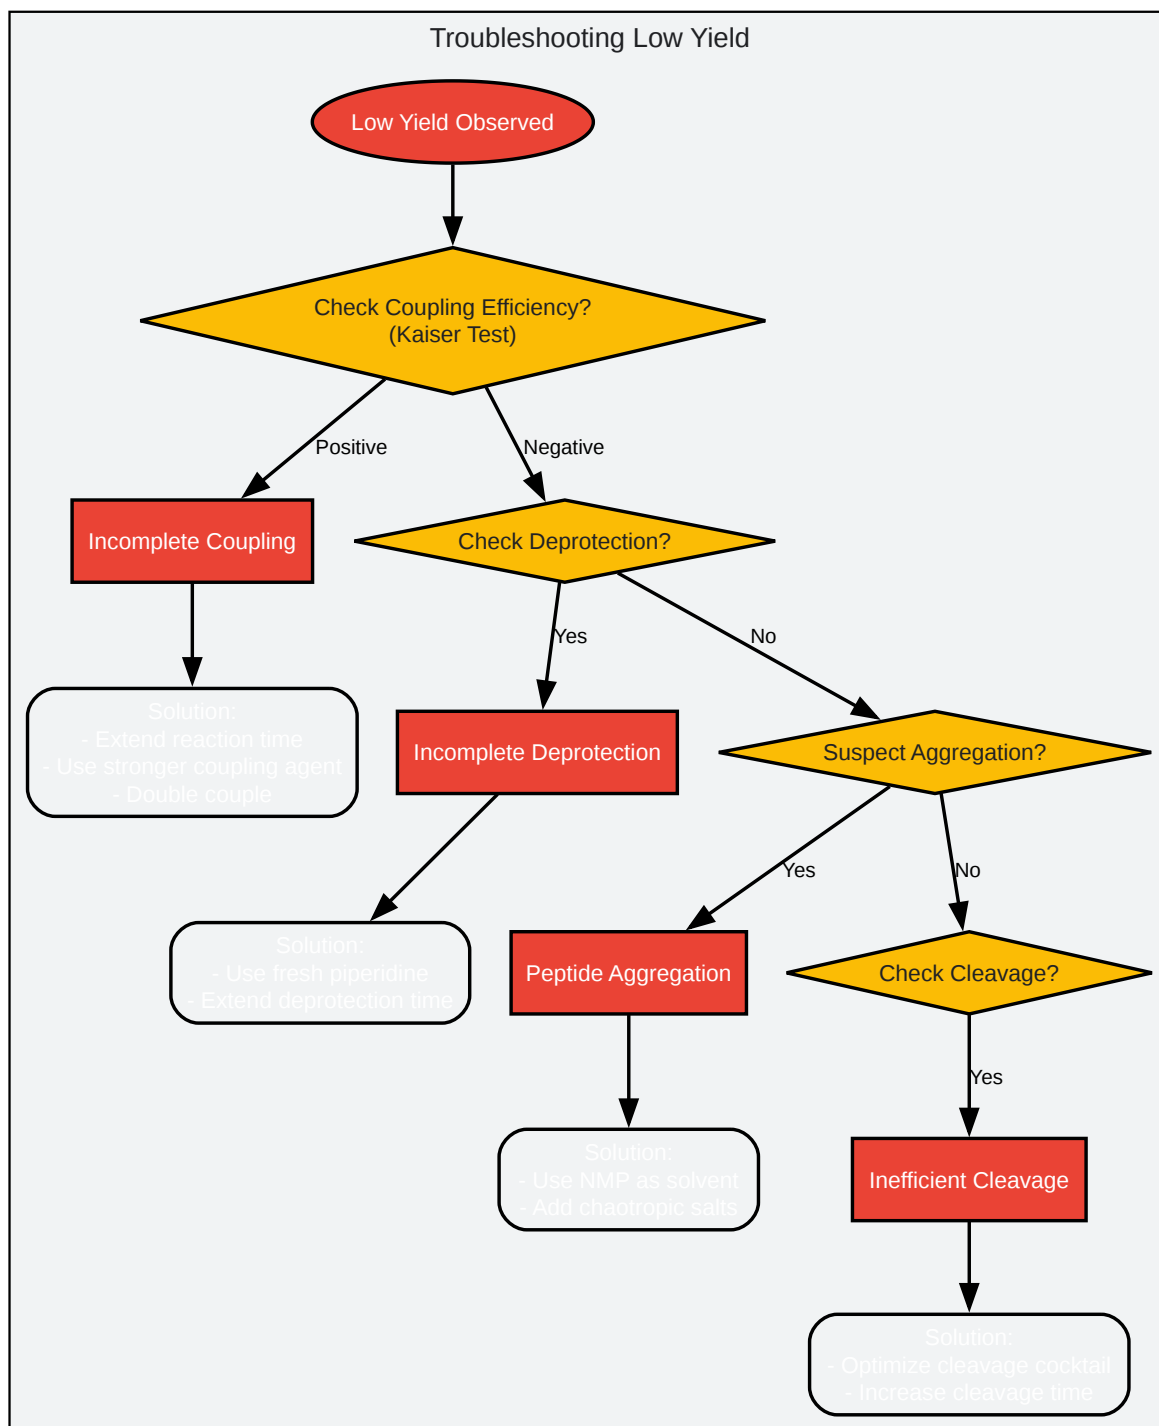 Troubleshooting Low Yield
Low Yield Observed
Check Coupling Efficiency?
(Kaiser Test)
Positive
Negative
Incomplete Coupling
Check Deprotection?
Yes
No
Solution:
- Extend reaction time
- Use stronger coupling agent
- Double couple
Incomplete Deprotection
Suspect Aggregation?
Yes
No
Solution:
- Use fresh piperidine
- Extend deprotection time
Peptide Aggregation
Check Cleavage?
Yes
Solution:
- Use NMP as solvent
- Add chaotropic salts
Inefficient Cleavage
Solution:
- Optimize cleavage cocktail
- Increase cleavage time